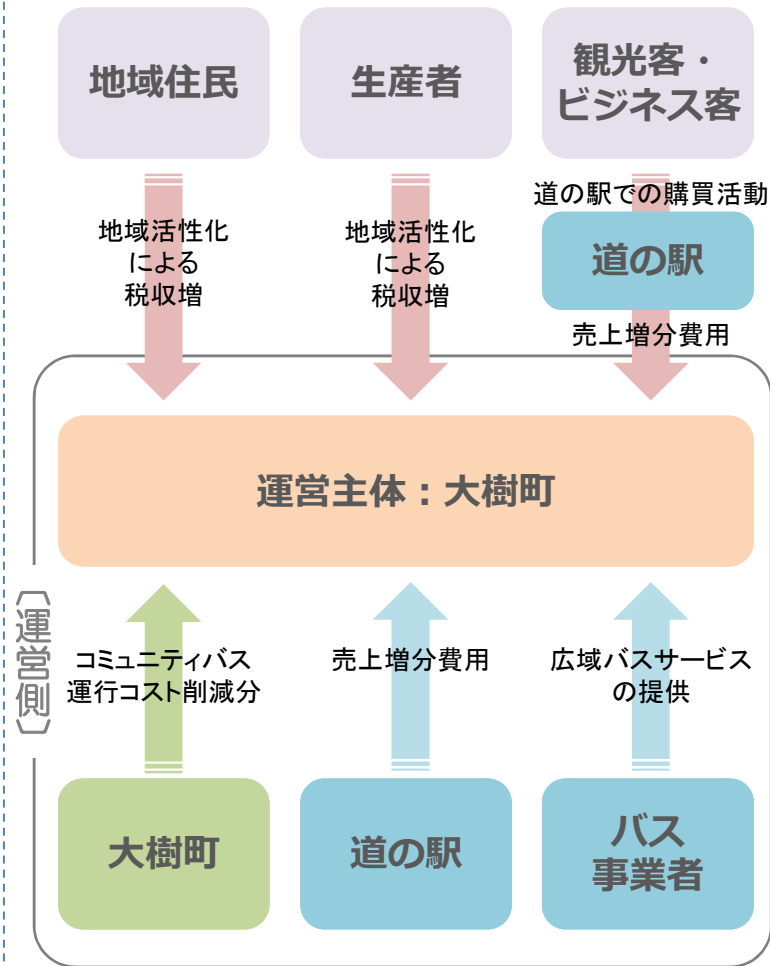 地域住民
生産者
観光客・
ビジネス客
地域活性化
による
税収増
地域活性化
による
税収増
道の駅での購買活動
道の駅
売上増分費用
運営主体：大樹町
〔運営側〕
コミュニティバス
運行コスト削減分
売上増分費用
広域バスサービス
の提供
大樹町
道の駅
バス
事業者